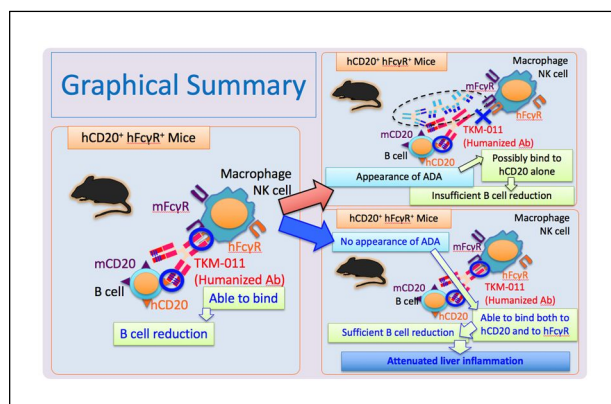 Graphical Summary
hCD20⁺ hFcγR⁺ Mice
Macrophage
NK cell
mFcγR
hFcγR
mCD20
TKM-011
(Humanized Ab)
B cell
hCD20
Able to bind
B cell reduction
hCD20⁺ hFcγR⁺ Mice
Macrophage
NK cell
mFcγR
hFcγR
mCD20
TKM-011
(Humanized Ab)
B cell
hCD20
Appearance of ADA
Possibly bind to
hCD20 alone
Insufficient B cell reduction
hCD20⁺ hFcγR⁺ Mice
Macrophage
NK cell
No appearance of ADA
mFcγR
hFcγR
mCD20
TKM-011
(Humanized Ab)
B cell
hCD20
Able to bind both to
hCD20 and to hFcγR
Sufficient B cell reduction
Attenuated liver inflammation